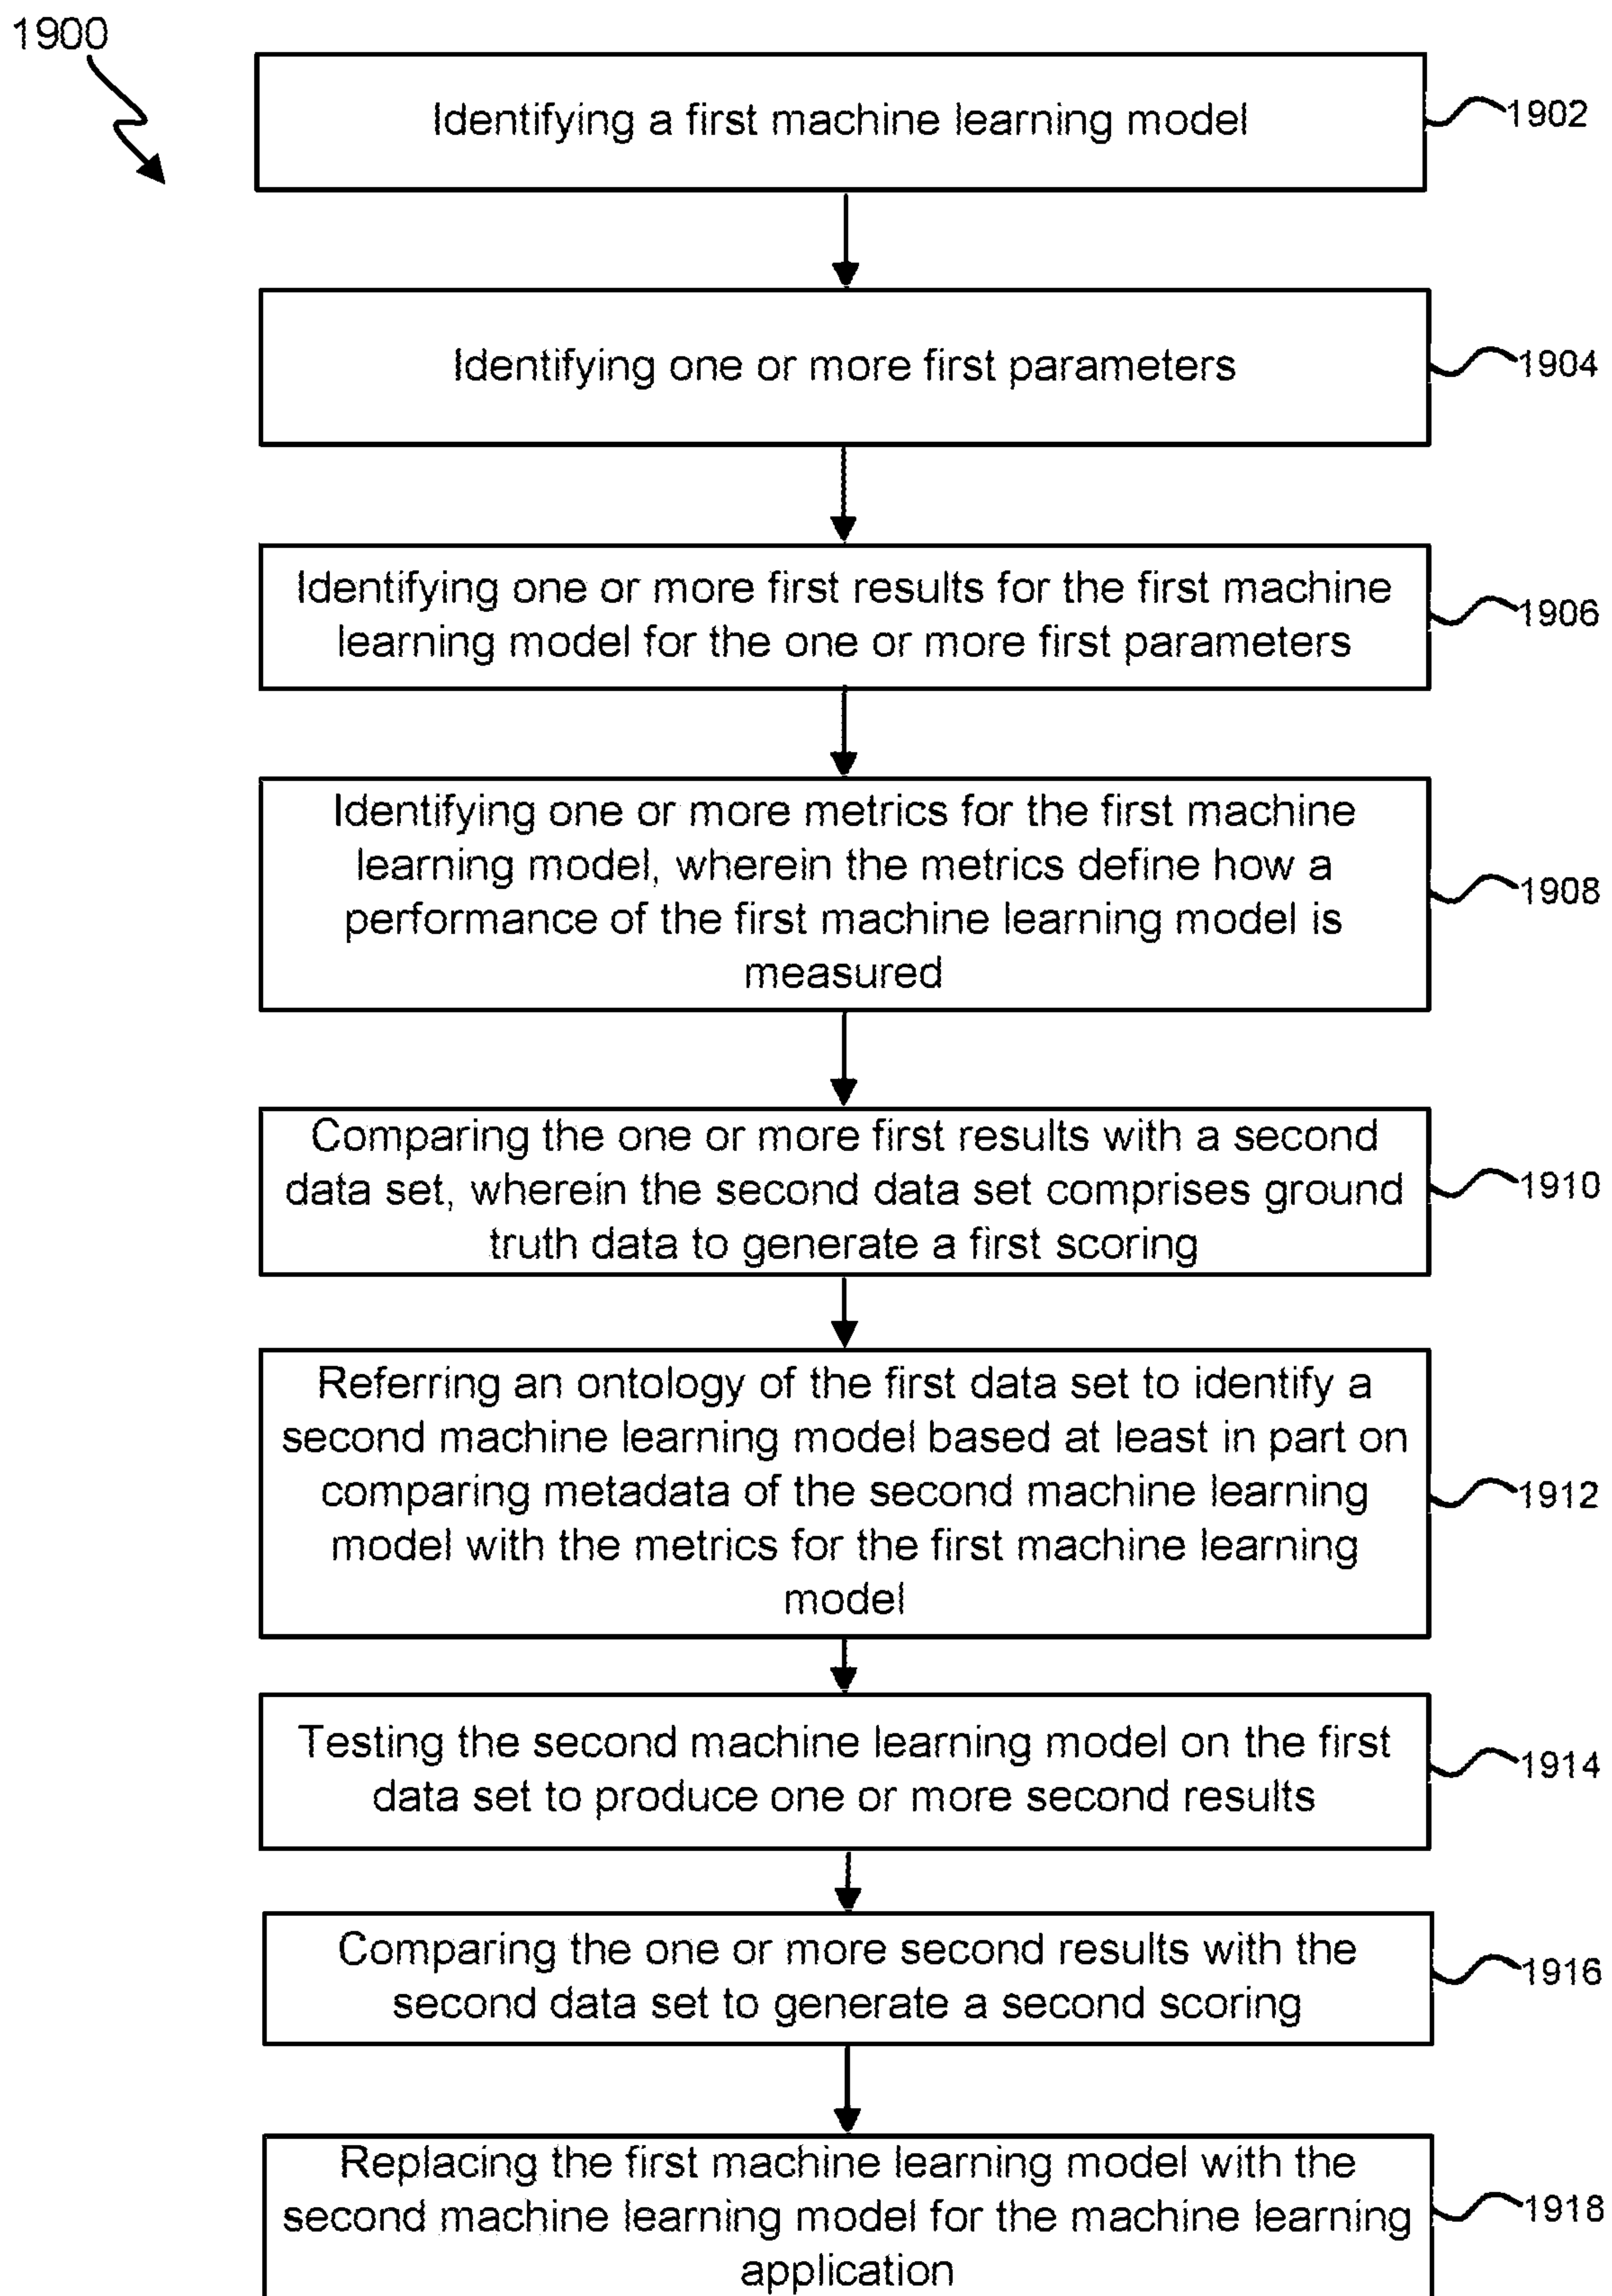 1900
Identifying a first machine learning model
1902
Identifying one or more first parameters
1904
Identifying one or more first results for the first machine
learning model for the one or more first parameters
1906
Identifying one or more metrics for the first machine
learning model, wherein the metrics define how a
performance of the first machine learning model is
measured
1908
Comparing the one or more first results with a second
data set, wherein the second data set comprises ground
truth data to generate a first scoring
1910
Referring an ontology of the first data set to identify a
second machine learning model based at least in part on
comparing metadata of the second machine learning
model with the metrics for the first machine learning
model
1912
Testing the second machine learning model on the first
data set to produce one or more second results
1914
Comparing the one or more second results with the
second data set to generate a second scoring
1916
Replacing the first machine learning model with the
second machine learning model for the machine learning
application
1918